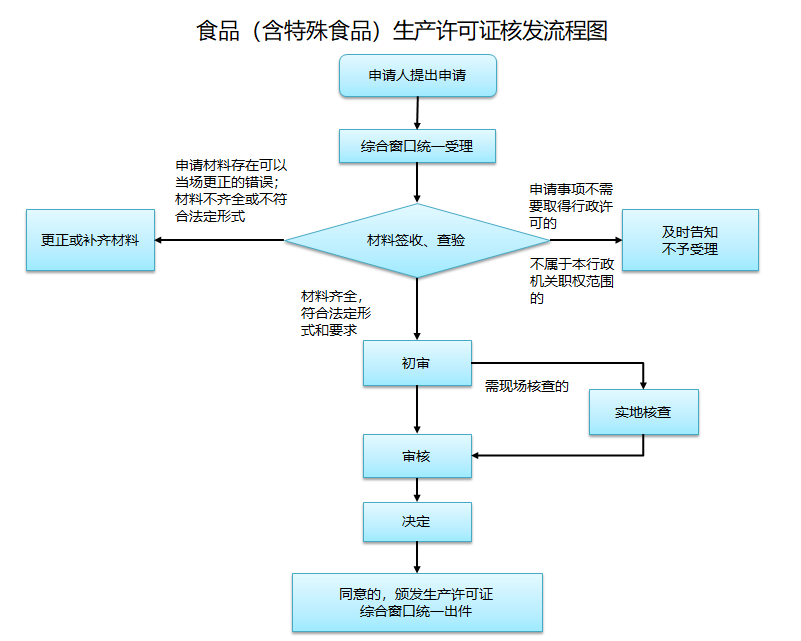 食品（含特殊食品）生产许可证核发流程图
申请人提出申请
综合窗口统一受理
申请材料存在可以
当场更正的错误；
材料不齐全或不符
合法定形式
申请事项不需
要取得行政许
可的
更正或补齐材料
材料签收、查验
及时告知
不予受理
不属于本行政
机关职权范围
的
材料齐全，
符合法定形
式和要求
初审
需现场核查的
实地核查
审核
决定
同意的，颁发生产许可证
综合窗口统一出件